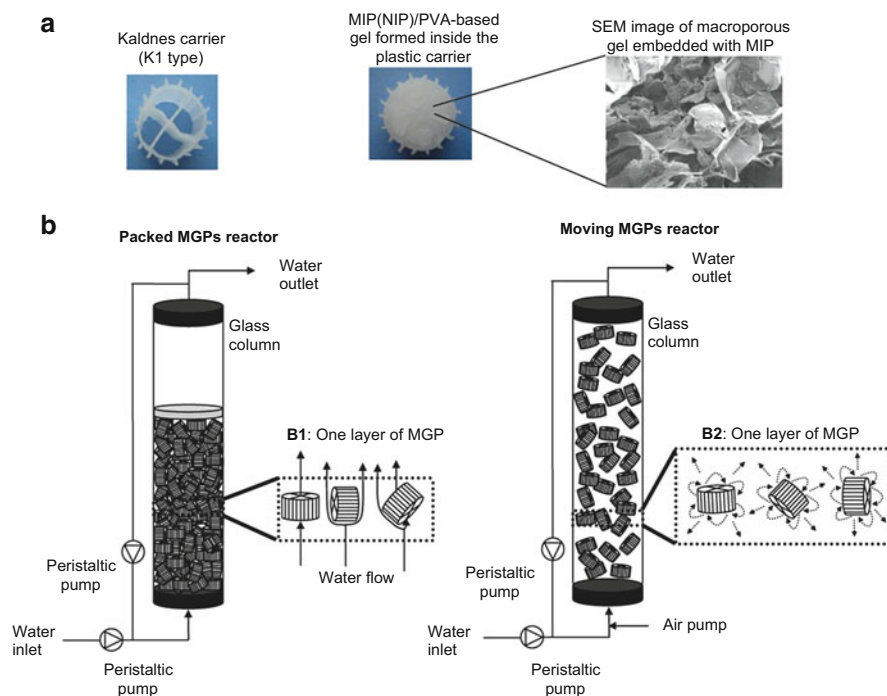 a
Kaldnes carrier
(K1 type)
MIP(NIP)/PVA-based
gel formed inside the
plastic carrier
SEM image of macroporous
gel embedded with MIP
b
Packed MGPs reactor
Water
outlet
Glass
column
B1: One layer of MGP
Water flow
Peristaltic
pump
Water
inlet
Peristaltic
pump
Moving MGPs reactor
Water
outlet
Glass
column
B2: One layer of MGP
Peristaltic
pump
Air pump
Water
inlet
Peristaltic
pump